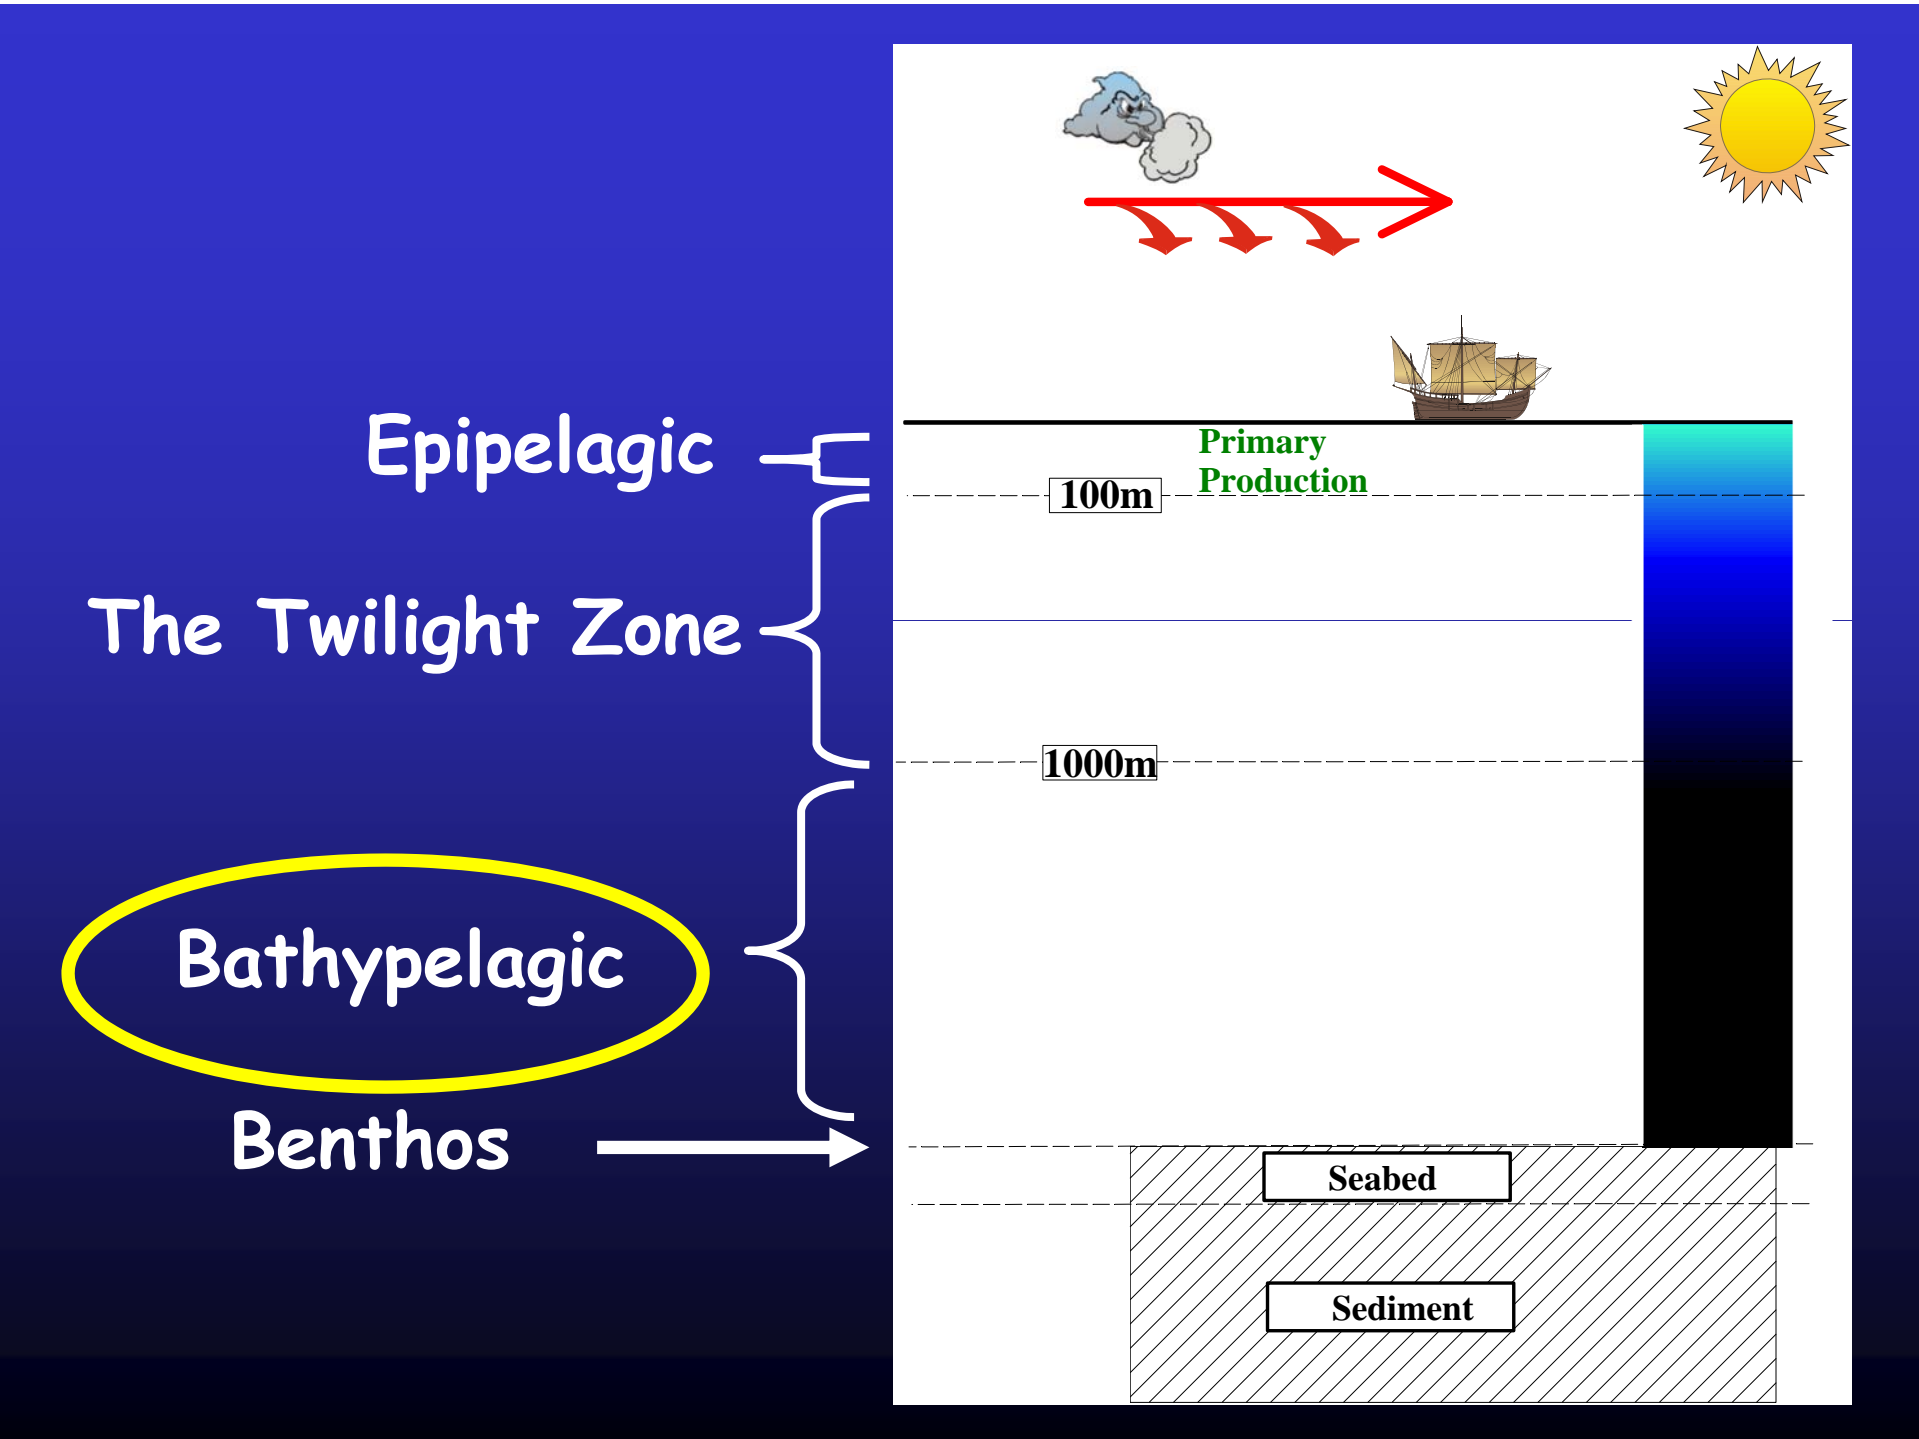 Epipelagic
Primary
Production
100m
The Twilight Zone
1000m
Bathypelagic
Benthos
Seabed
Sediment